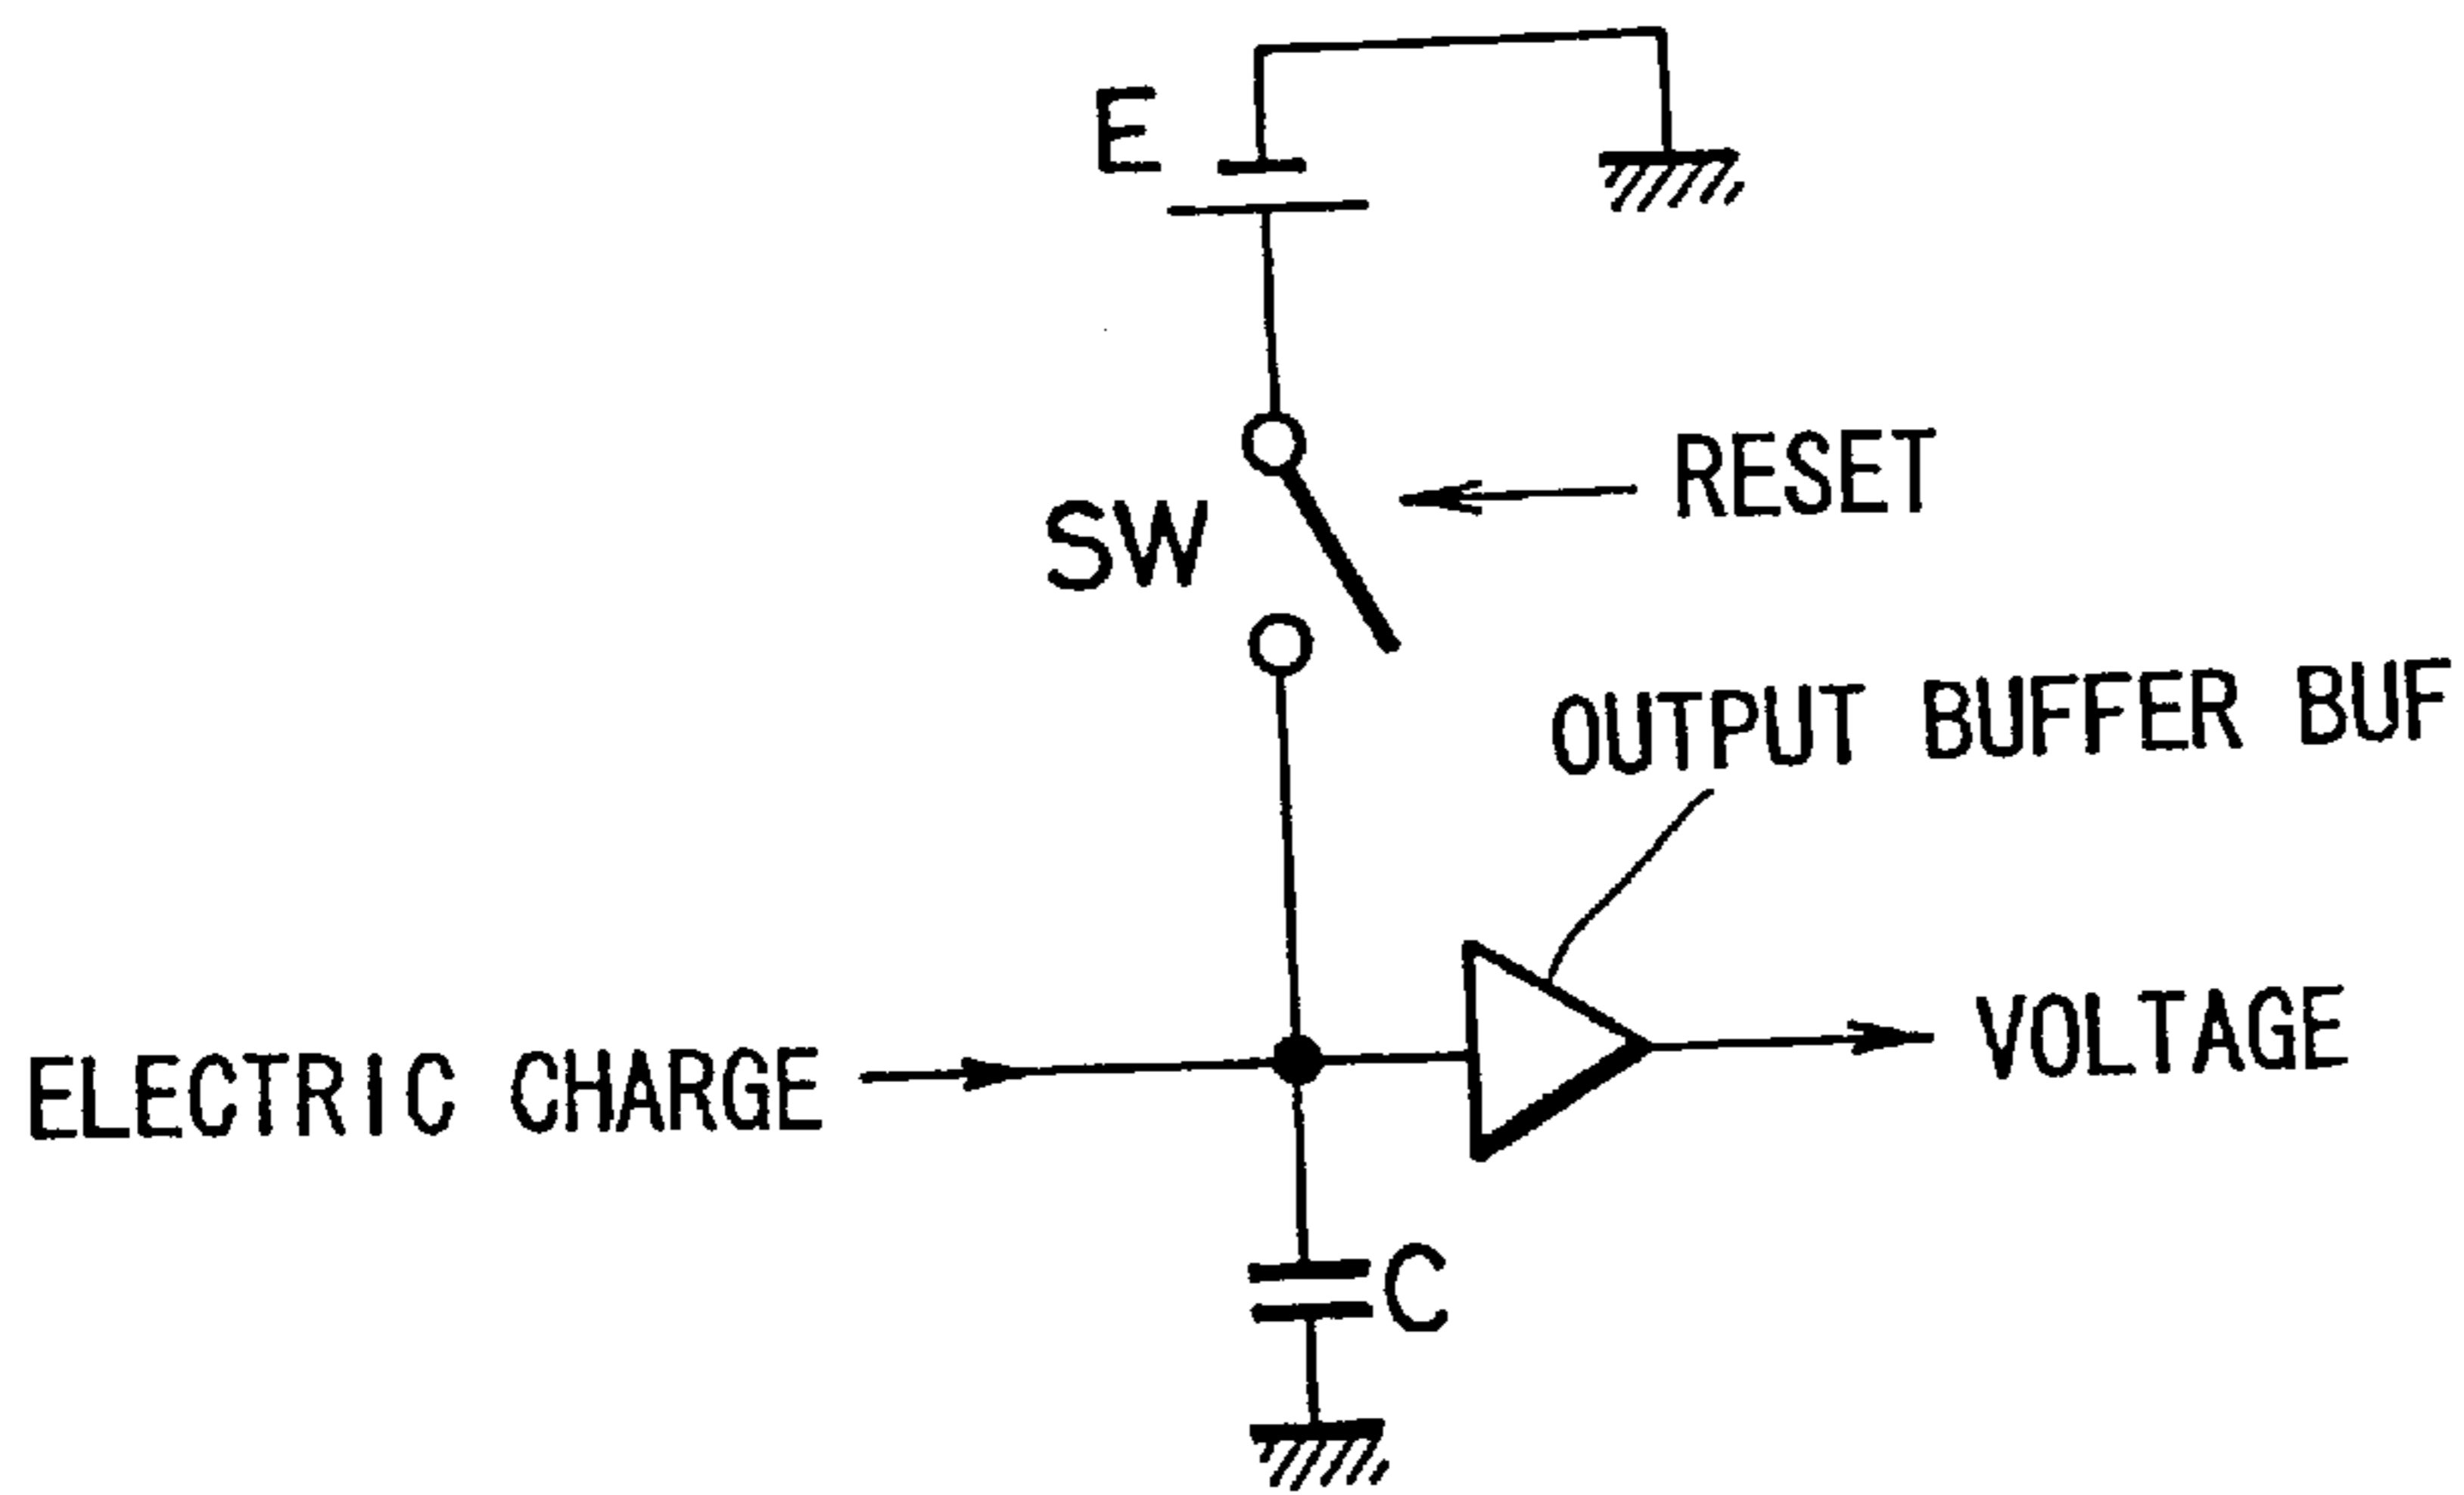 E
RESET
SW
OUTPUT BUFFER BUF
ELECTRIC CHARGE
VOLTAGE
C